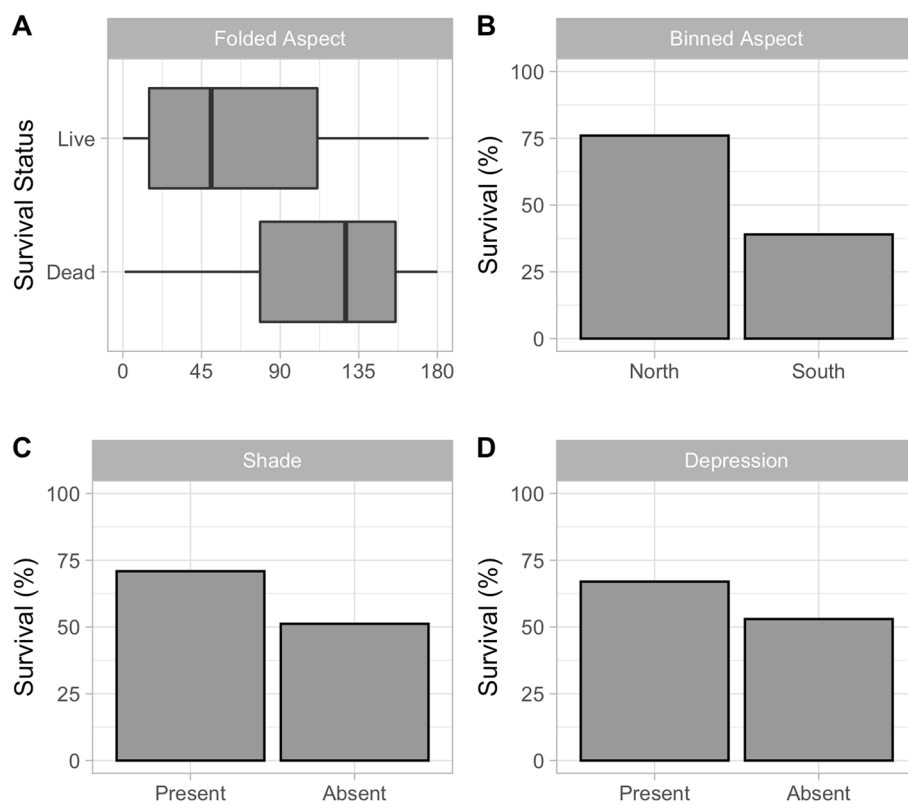 A
Folded Aspect
Survival Status
Live
Dead
0 45 90 135 180
B
Binned Aspect
Survival (%)
100
75
50
25
0
North South
C
Shade
Survival (%)
100
75
50
25
0
Present Absent
D
Depression
Survival (%)
100
75
50
25
0
Present Absent